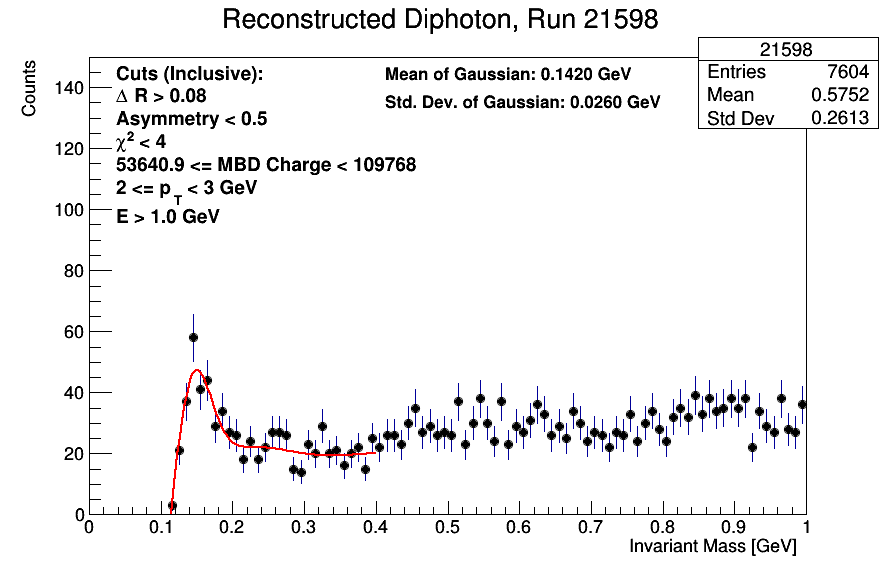 Reconstructed Diphoton, Run 21598
21598
Entries 7604
Mean 0.5752
Std Dev 0.2613
Cuts (Inclusive):
Δ R > 0.08
Asymmetry < 0.5
χ² < 4
53640.9 <= MBD Charge < 109768
2 <= p_T < 3 GeV
E > 1.0 GeV
Mean of Gaussian: 0.1420 GeV
Std. Dev. of Gaussian: 0.0260 GeV
Counts
140
120
100
80
60
40
20
0
0 0.1 0.2 0.3 0.4 0.5 0.6 0.7 0.8 0.9 1
Invariant Mass [GeV]